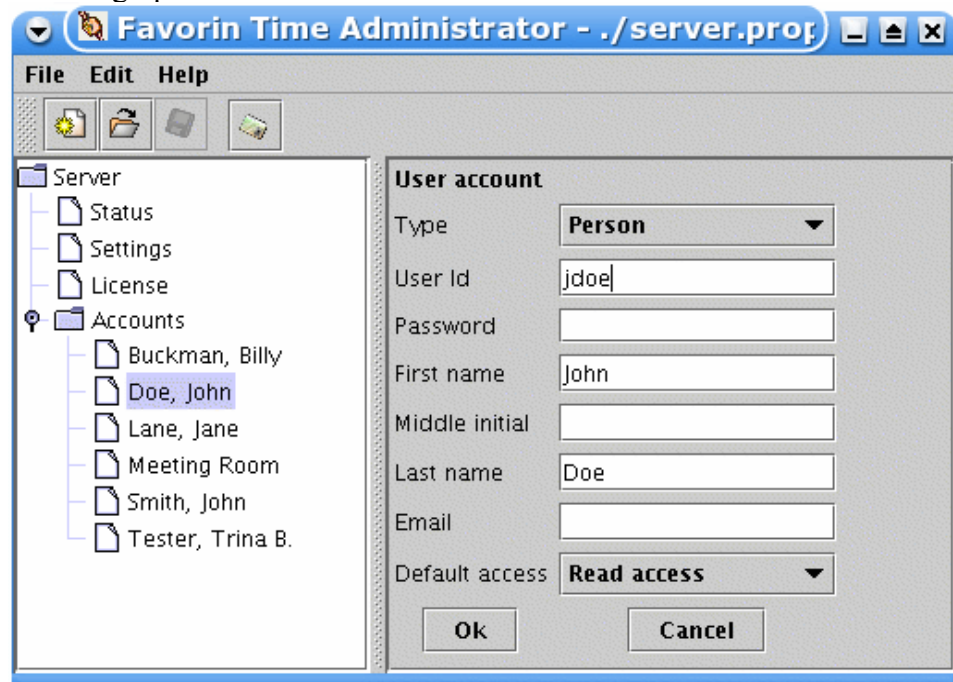 Favorin Time Administrator - ./server.prop
File Edit Help
Server
Status
Settings
License
Accounts
Buckman, Billy
Doe, John
Lane, Jane
Meeting Room
Smith, John
Tester, Trina B.
User account
Type Person
User Id jdoe
Password
First name John
Middle initial
Last name Doe
Email
Default access Read access
Ok Cancel